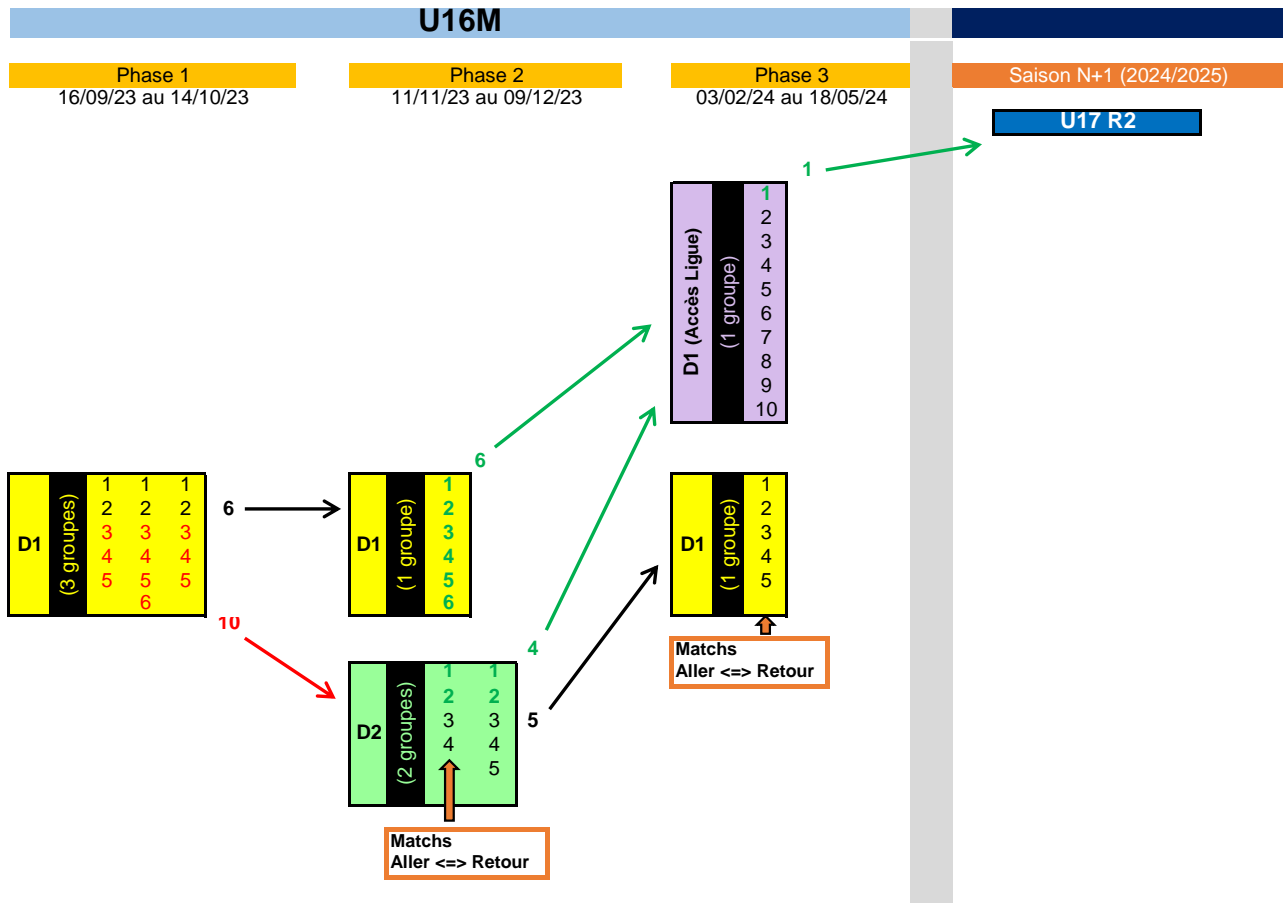 U16M
Phase 1
16/09/23 au 14/10/23
Phase 2
11/11/23 au 09/12/23
Phase 3
03/02/24 au 18/05/24
Saison N+1 (2024/2025)
U17 R2
1
D1 (Accès Ligue)
(1 groupe)
1
2
3
4
5
6
7
8
9
10
D1
(3 groupes)
1 1 1
2 2 2
3 3 3
4 4 4
5 5 5
6
6
10
D1
(1 groupe)
1
2
3
4
5
6
6
D2
(2 groupes)
1 1
2 2
3 3
4 4
5
4
5
Matchs
Aller <=> Retour
D1
(1 groupe)
1
2
3
4
5
Matchs
Aller <=> Retour